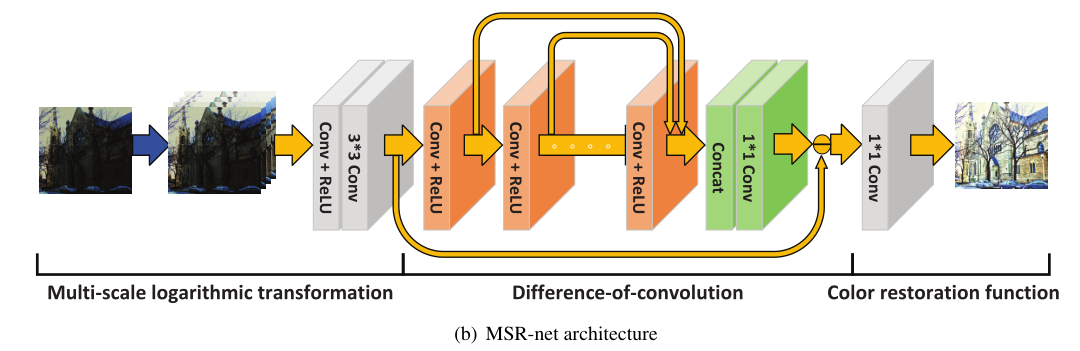 Conv + ReLU
3*3 Conv
Conv + ReLU
Conv + ReLU
Conv + ReLU
Concat
1*1 Conv
1*1 Conv
Multi-scale logarithmic transformation
Difference-of-convolution
Color restoration function
(b) MSR-net architecture